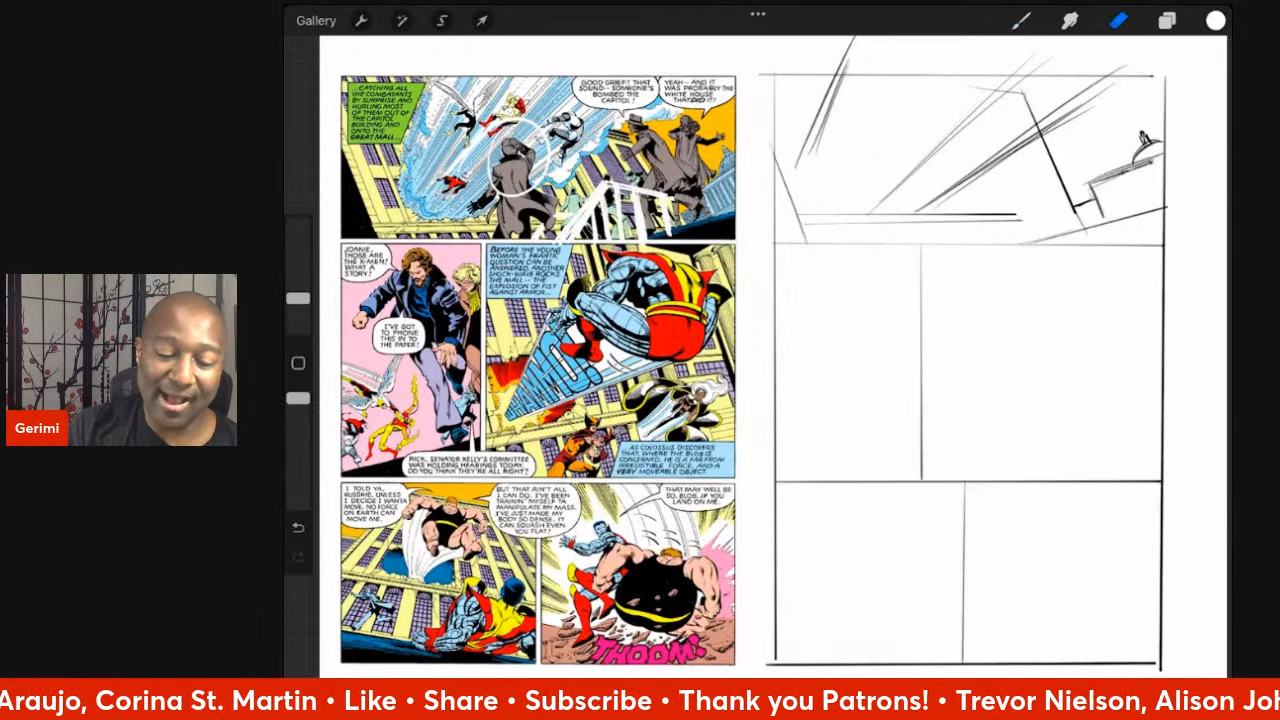 Gallery
...CATCHING ALL
THE COMBATANTS
BY SURPRISE AND
HURLING MOST
OF THEM OUT OF
THE CAPITOL
BUILDING AND
ONTO THE
GREAT MALL...
GOOD GRIEF! THAT
SOUND-- SOMEONE'S
BOMBED THE
CAPITOL!
YEAH-- AND IT
WAS PROBABLY THE
WHITE HOUSE
THAT DID IT!
JOANIE,
THOSE ARE
THE X-MEN!
WHAT A
STORY!
I'VE GOT
TO PHONE
THIS IN TO
THE PAPER!
RICK, SENATOR KELLY'S COMMITTEE
WAS HOLDING HEARINGS TODAY.
DO YOU THINK THEY'RE ALL RIGHT?
BEFORE THE YOUNG
WOMAN'S FRANTIC
QUESTION CAN BE
ANSWERED, ANOTHER
SHOCK-WAVE ROCKS
THE MALL -- THE
EXPLOSION OF FIST
AGAINST ARMOR...
AS COLOSSUS DISCOVERS
THAT, WHERE THE BLOB IS
CONCERNED, HE IS A FAR FROM
IRRESISTIBLE FORCE, AND A
VERY MOVEABLE OBJECT.
I TOLD YA,
RUSSKIE, UNLESS
I DECIDE I WANTA
MOVE, NO FORCE
ON EARTH CAN
MOVE ME.
BUT THAT AIN'T ALL
I CAN DO. I'VE BEEN
TRAININ' MYSELF TA
MANIPULATE MY MASS.
I'VE JUST MADE MY
BODY SO DENSE, IT
CAN SQUASH EVEN
YOU FLAT!
THAT MAY WELL BE
SO, BLOB, IF YOU
LAND ON ME.
THOOM!
Gerimi
Araujo, Corina St. Martin • Like • Share • Subscribe • Thank you Patrons! • Trevor Nielson, Alison Joh